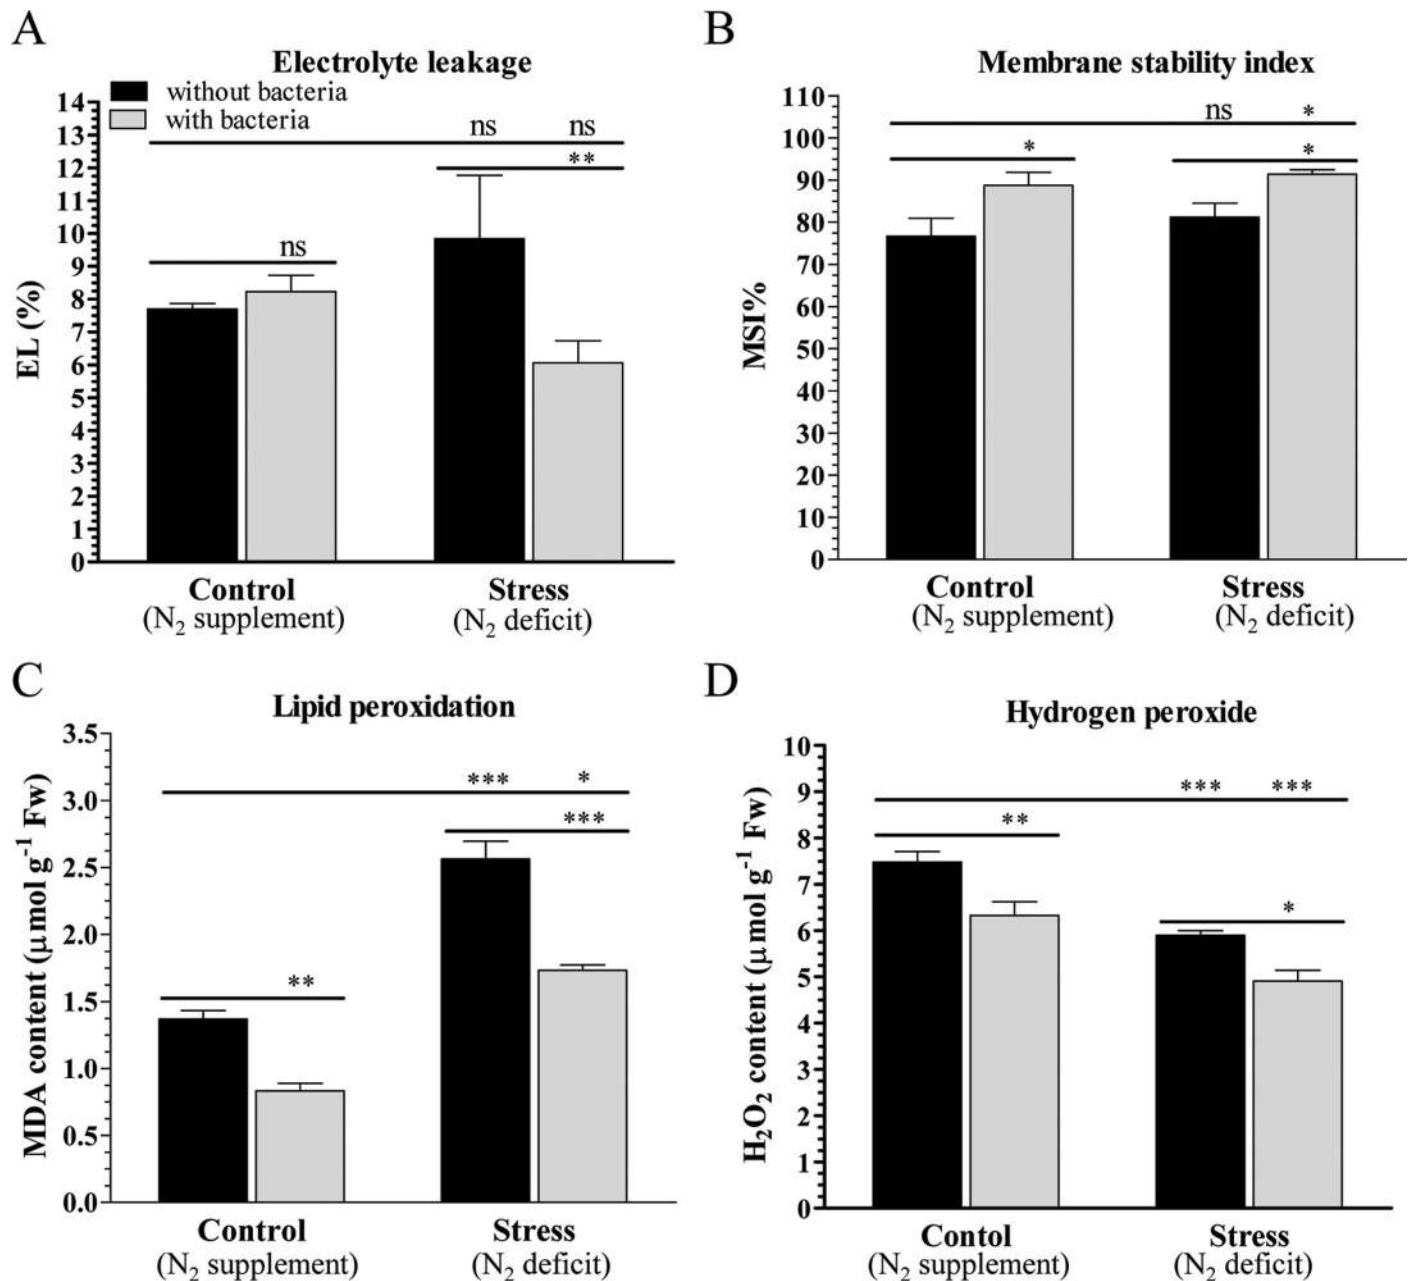 A
Electrolyte leakage
without bacteria
with bacteria
14
13
12
11
10
9
8
7
6
5
4
3
2
1
0
EL (%)
ns
ns
ns
**
Control
(N₂ supplement)
Stress
(N₂ deficit)
B
Membrane stability index
110
100
90
80
70
60
50
40
30
20
10
0
MSI%
ns
*
*
*
Control
(N₂ supplement)
Stress
(N₂ deficit)
C
Lipid peroxidation
3.5
3.0
2.5
2.0
1.5
1.0
0.5
0.0
MDA content (μmol g⁻¹ Fw)
***
*
***
**
Control
(N₂ supplement)
Stress
(N₂ deficit)
D
Hydrogen peroxide
10
9
8
7
6
5
4
3
2
1
0
H₂O₂ content (μmol g⁻¹ Fw)
***
***
**
*
Contol
(N₂ supplement)
Stress
(N₂ deficit)